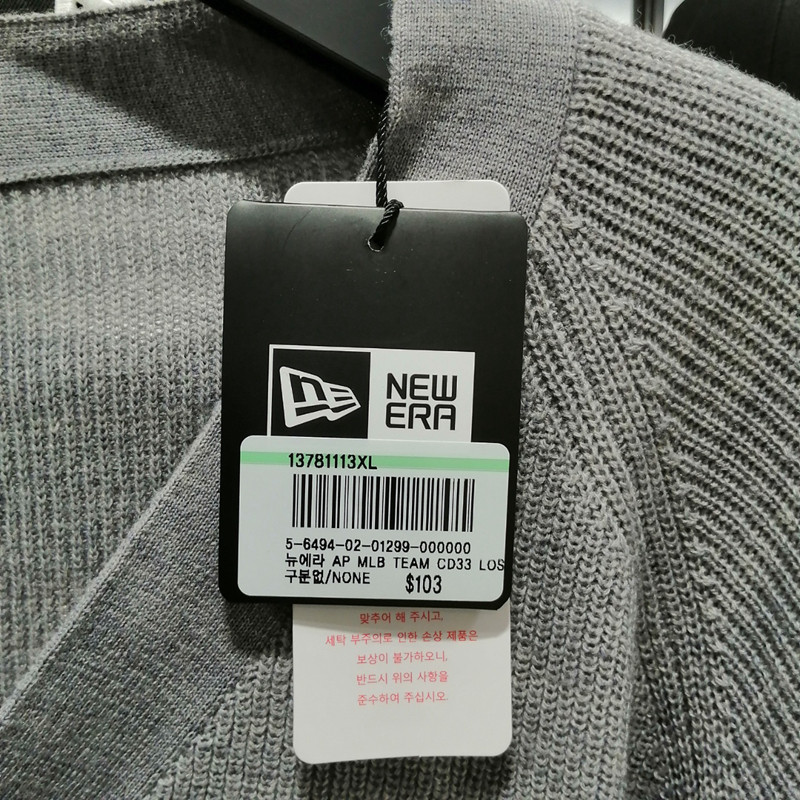 NEW
ERA
13781113XL
5-6494-02-01299-000000
뉴에라 AP MLB TEAM CD33 LOS
구분없/NONE $103
맞추어 해 주시고,
세탁 부주의로 인한 손상 제품은
보상이 불가하오니,
반드시 위의 사항을
준수하여 주십시오.